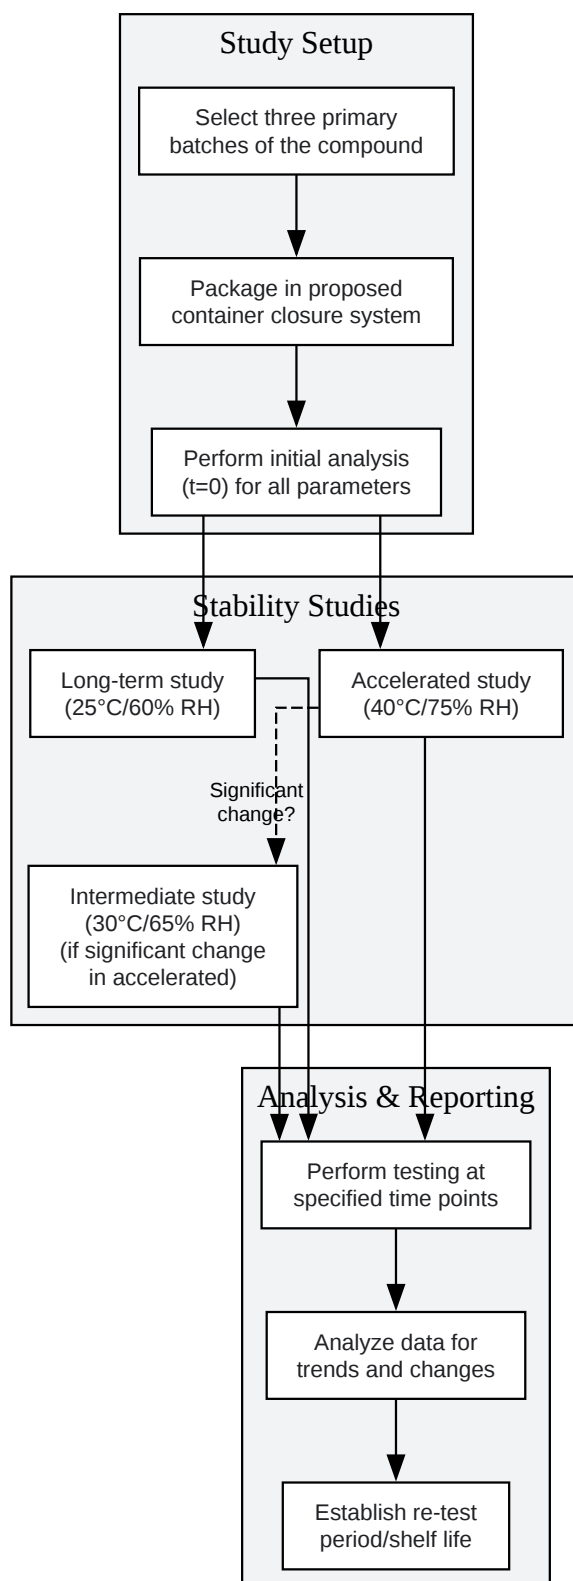 Study Setup
Select three primary
batches of the compound
Package in proposed
container closure system
Perform initial analysis
(t=0) for all parameters
Stability Studies
Long-term study
(25°C/60% RH)
Accelerated study
(40°C/75% RH)
Significant
change?
Intermediate study
(30°C/65% RH)
(if significant change
in accelerated)
Analysis & Reporting
Perform testing at
specified time points
Analyze data for
trends and changes
Establish re-test
period/shelf life